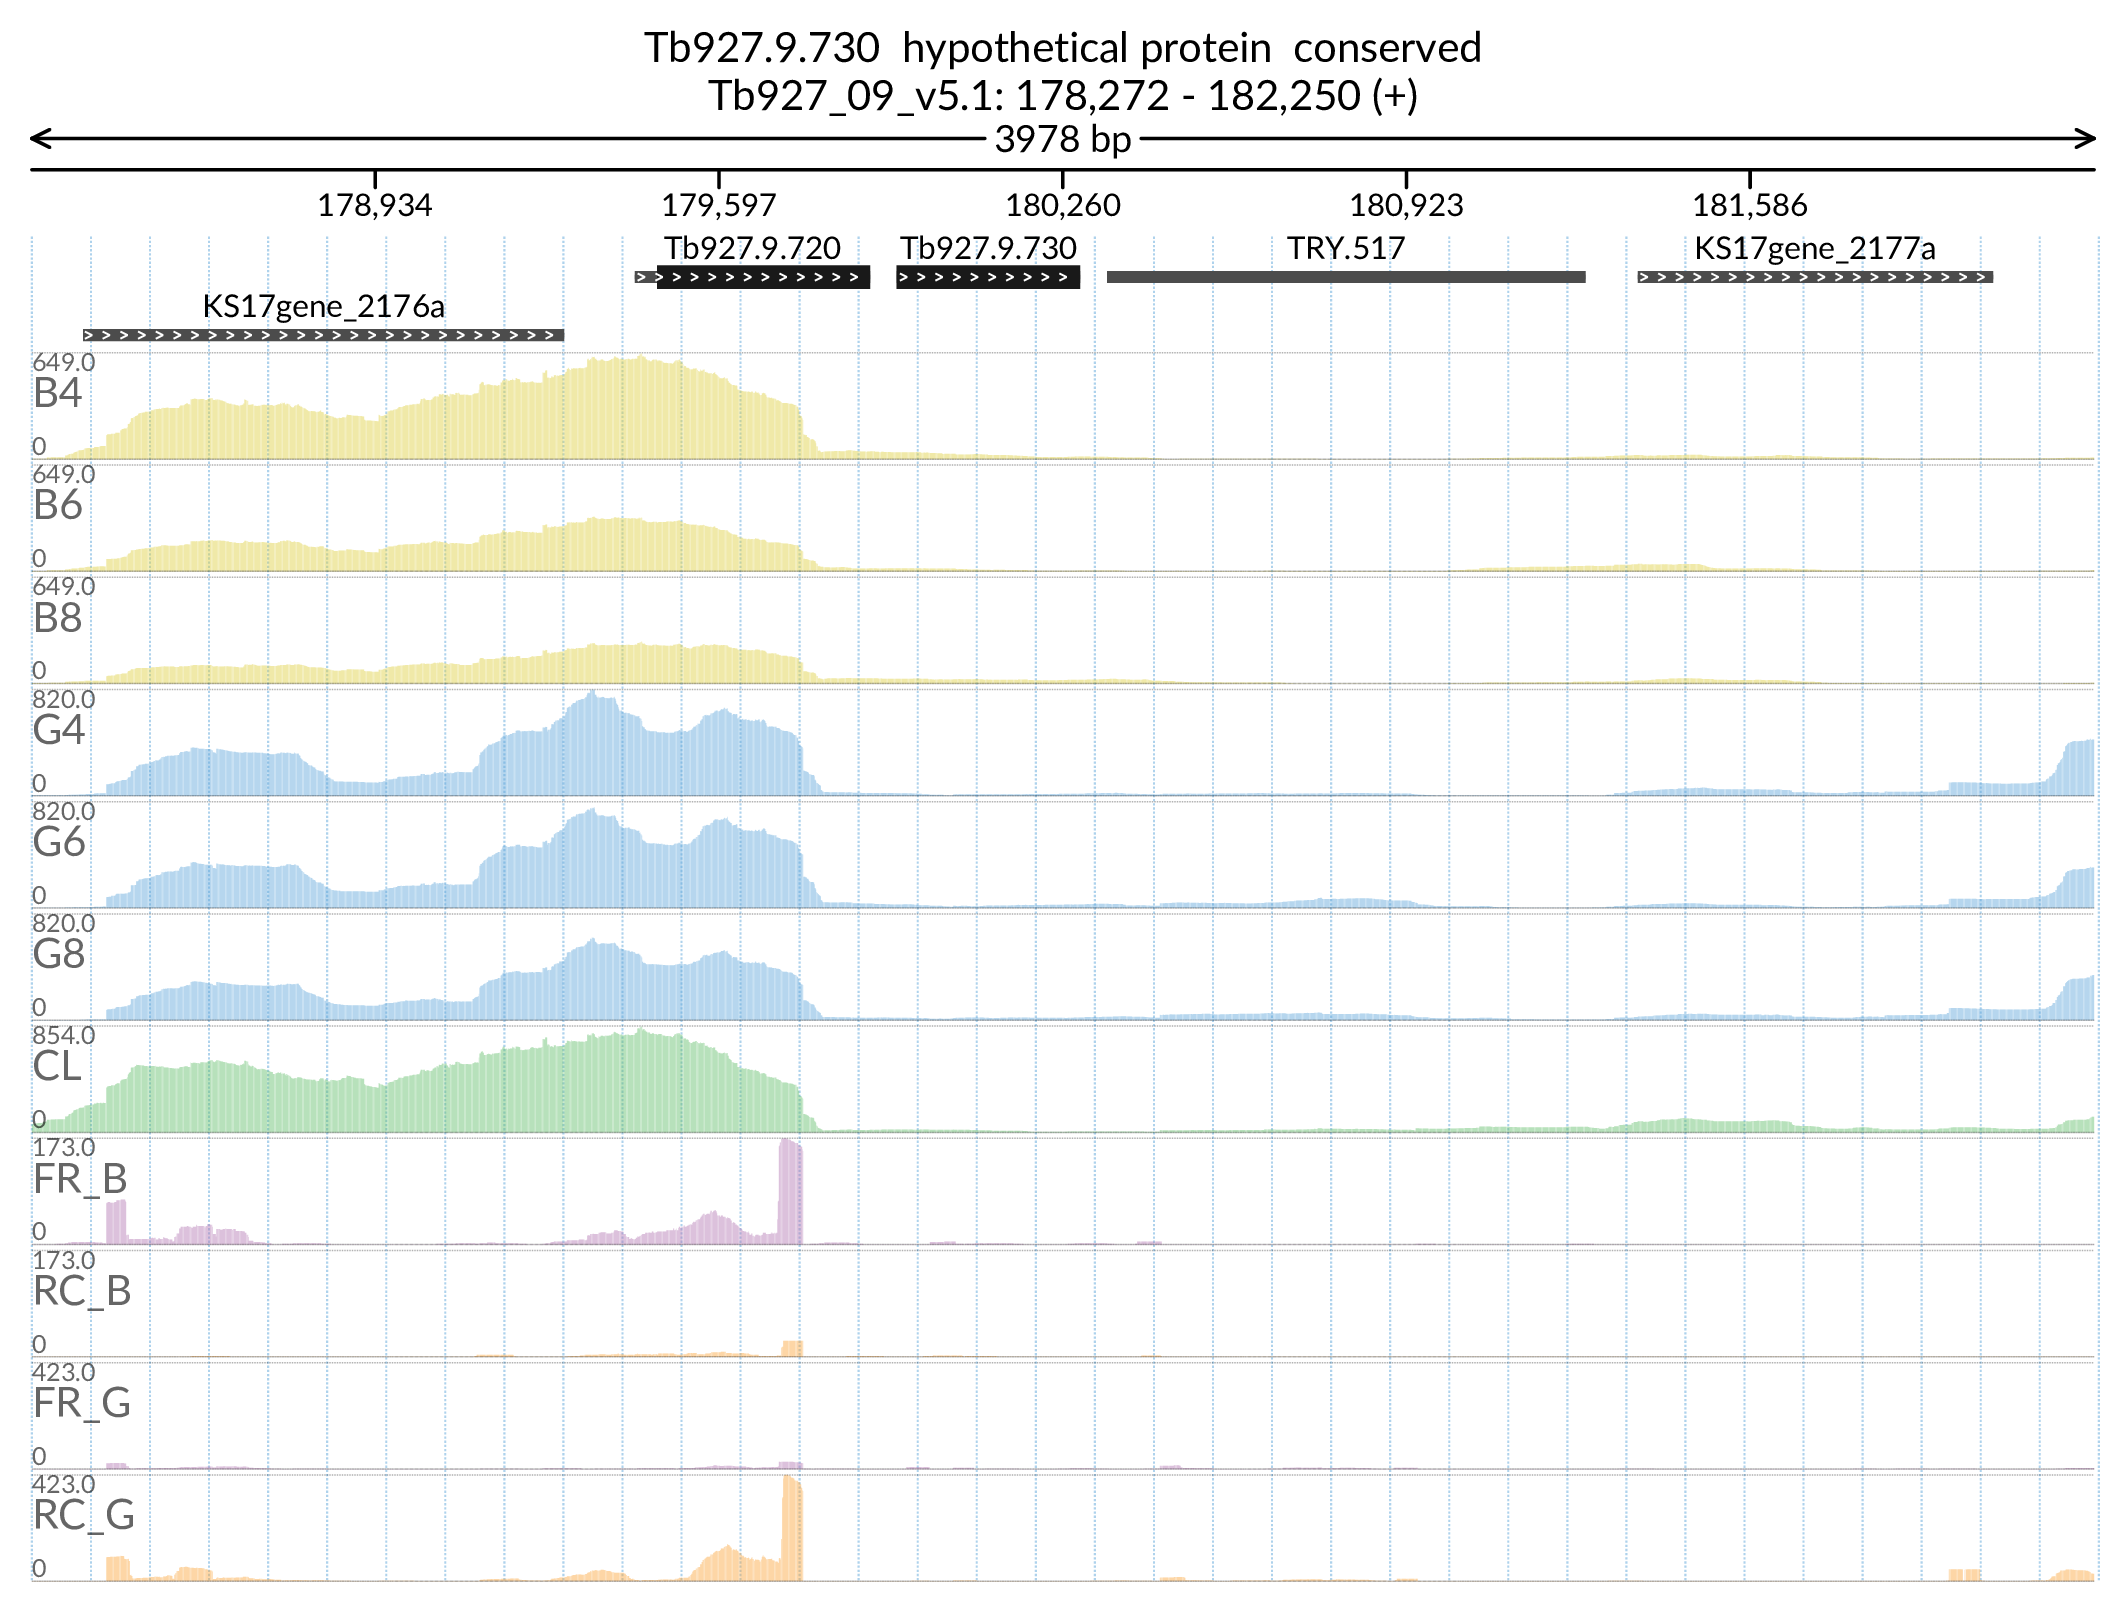 Tb927.9.730  hypothetical protein  conserved
Tb927_09_v5.1: 178,272 - 182,250 (+)
3978 bp
178,934 179,597 180,260 180,923 181,586
Tb927.9.720 Tb927.9.730 TRY.517 KS17gene_2177a
KS17gene_2176a
649.0
B4
0
649.0
B6
0
649.0
B8
0
820.0
G4
0
820.0
G6
0
820.0
G8
0
854.0
CL
0
173.0
FR_B
0
173.0
RC_B
0
423.0
FR_G
0
423.0
RC_G
0